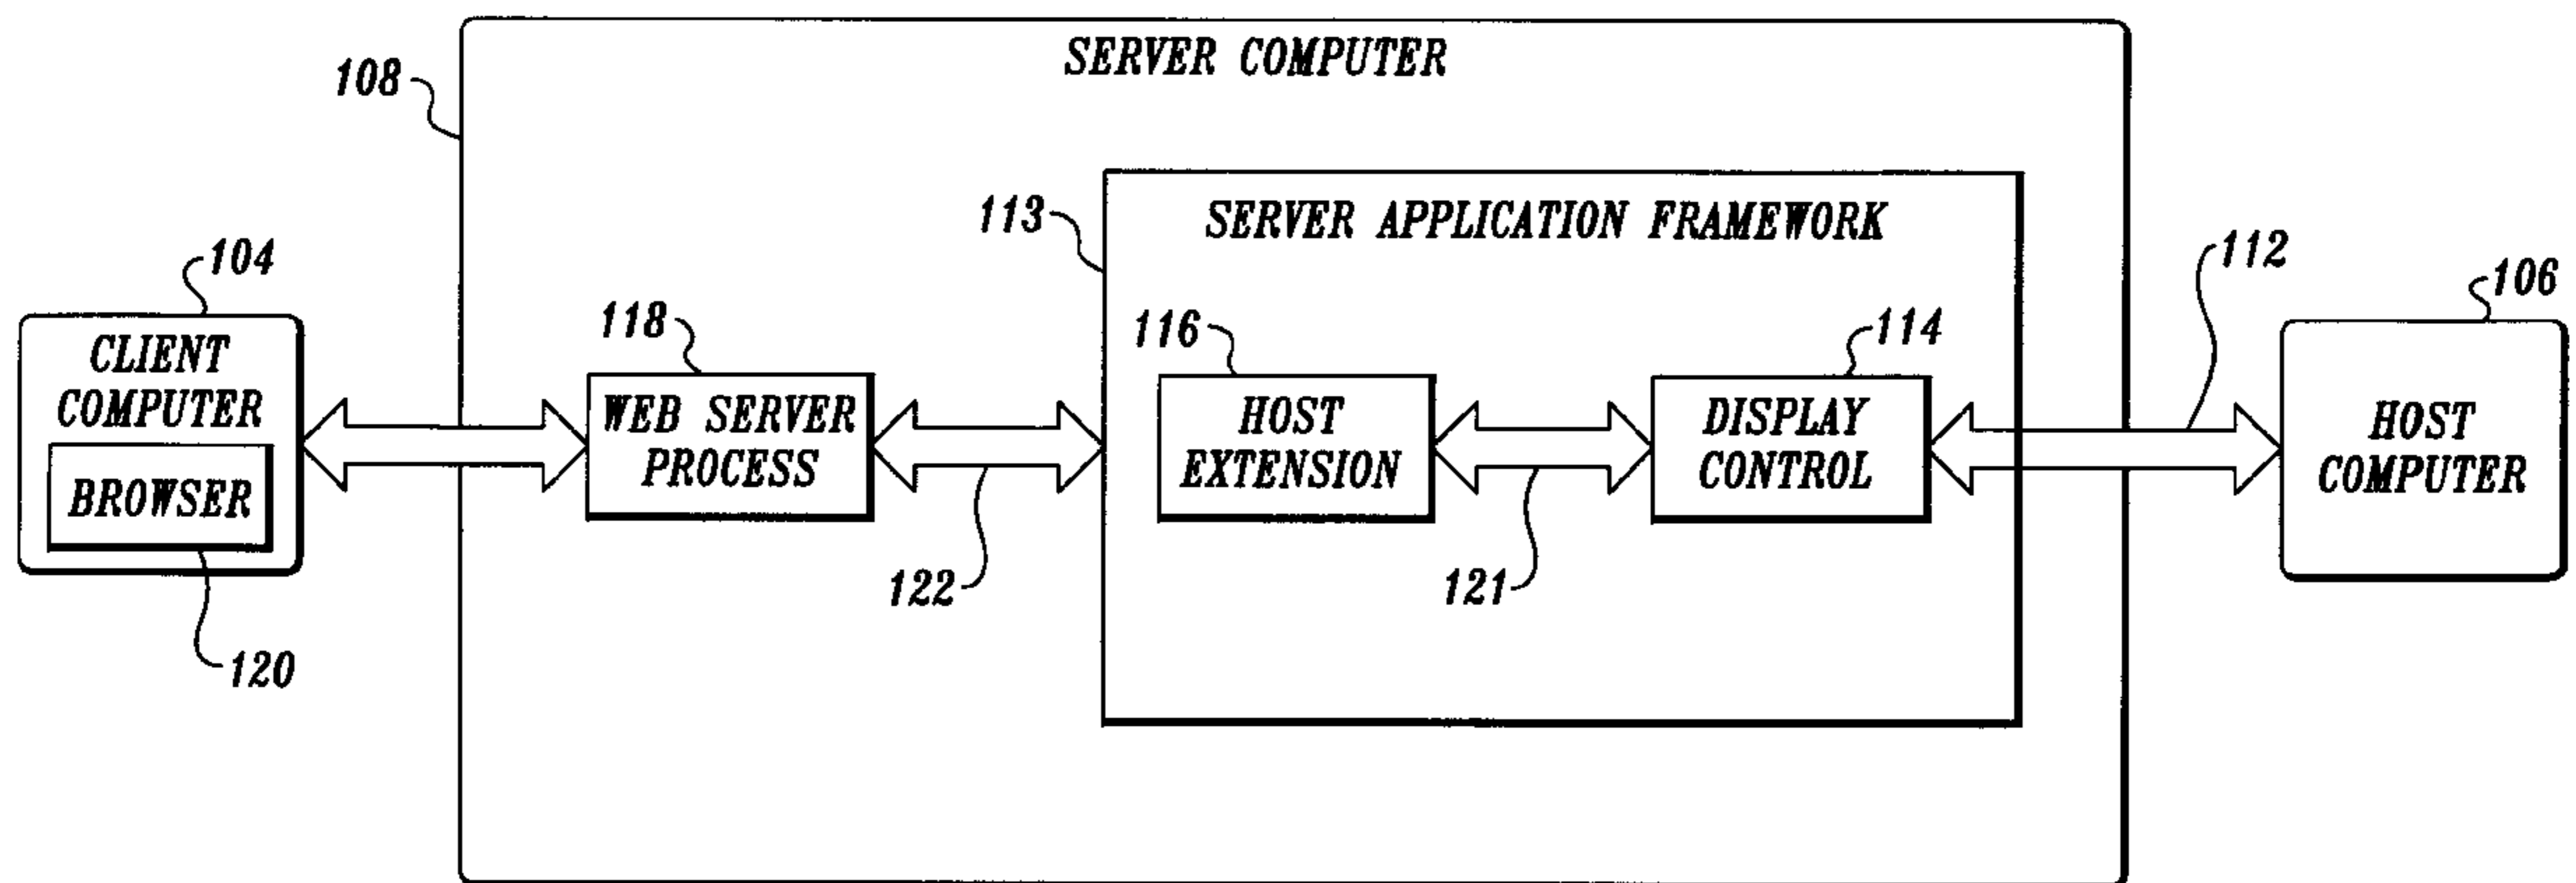 SERVER COMPUTER
108
113
SERVER APPLICATION FRAMEWORK
104
112
106
118
116
114
CLIENT
COMPUTER
BROWSER
WEB SERVER
PROCESS
HOST
EXTENSION
DISPLAY
CONTROL
HOST
COMPUTER
122
121
120